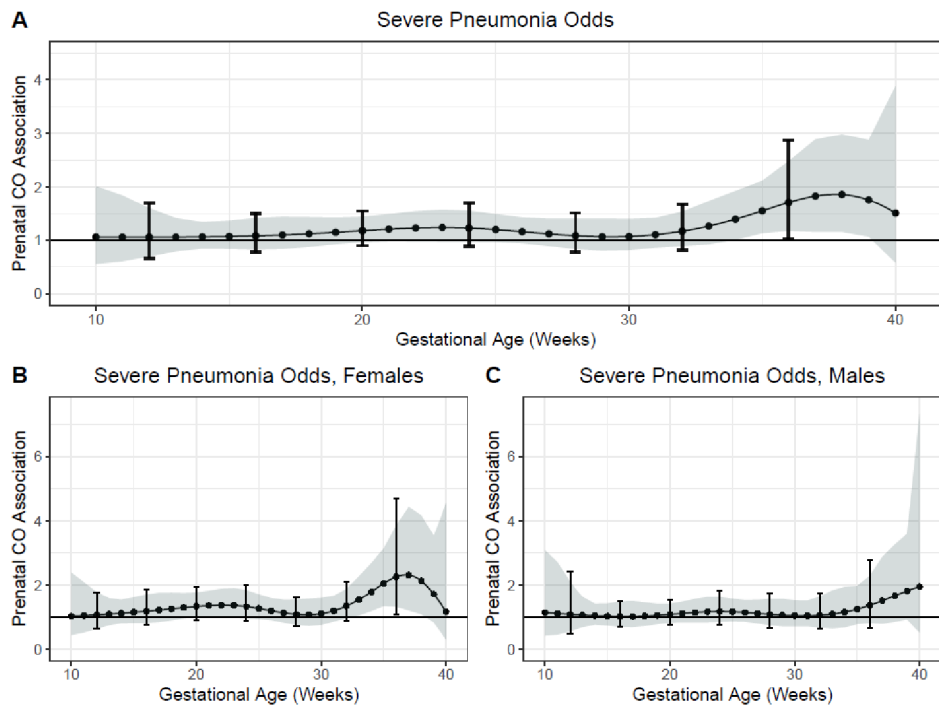 A
Severe Pneumonia Odds
Prenatal CO Association
4
3
2
1
0
10
20
30
40
Gestational Age (Weeks)
B
Severe Pneumonia Odds, Females
Prenatal CO Association
6
4
2
0
10
20
30
40
Gestational Age (Weeks)
C
Severe Pneumonia Odds, Males
Prenatal CO Association
6
4
2
0
10
20
30
40
Gestational Age (Weeks)